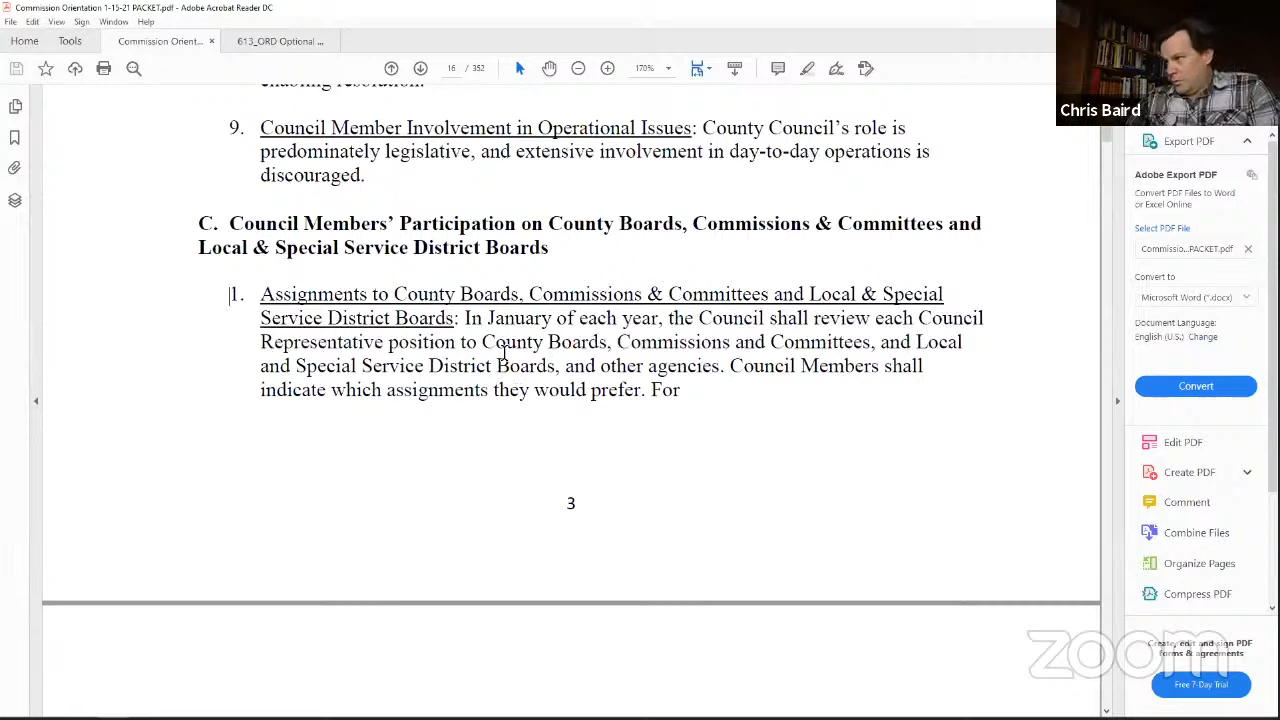 Commission Orientation 1-15-21 PACKET.pdf - Adobe Acrobat Reader DC
File Edit View Sign Window Help
Home Tools Commission Orient... × 613_ORD Optional ...
16 / 352 170%
Chris Baird
9. Council Member Involvement in Operational Issues: County Council's role is
predominately legislative, and extensive involvement in day-to-day operations is
discouraged.
C. Council Members' Participation on County Boards, Commissions & Committees and
Local & Special Service District Boards
1. Assignments to County Boards, Commissions & Committees and Local & Special
Service District Boards: In January of each year, the Council shall review each Council
Representative position to County Boards, Commissions and Committees, and Local
and Special Service District Boards, and other agencies. Council Members shall
indicate which assignments they would prefer. For
3
Export PDF
Adobe Export PDF
Convert PDF Files to Word
or Excel Online
Select PDF File
Commissio...PACKET.pdf ×
Convert to
Microsoft Word (*.docx)
Document Language:
English (U.S.) Change
Convert
Edit PDF
Create PDF
Comment
Combine Files
Organize Pages
Compress PDF
Create, edit and sign PDF
forms & agreements
Free 7-Day Trial
zoom